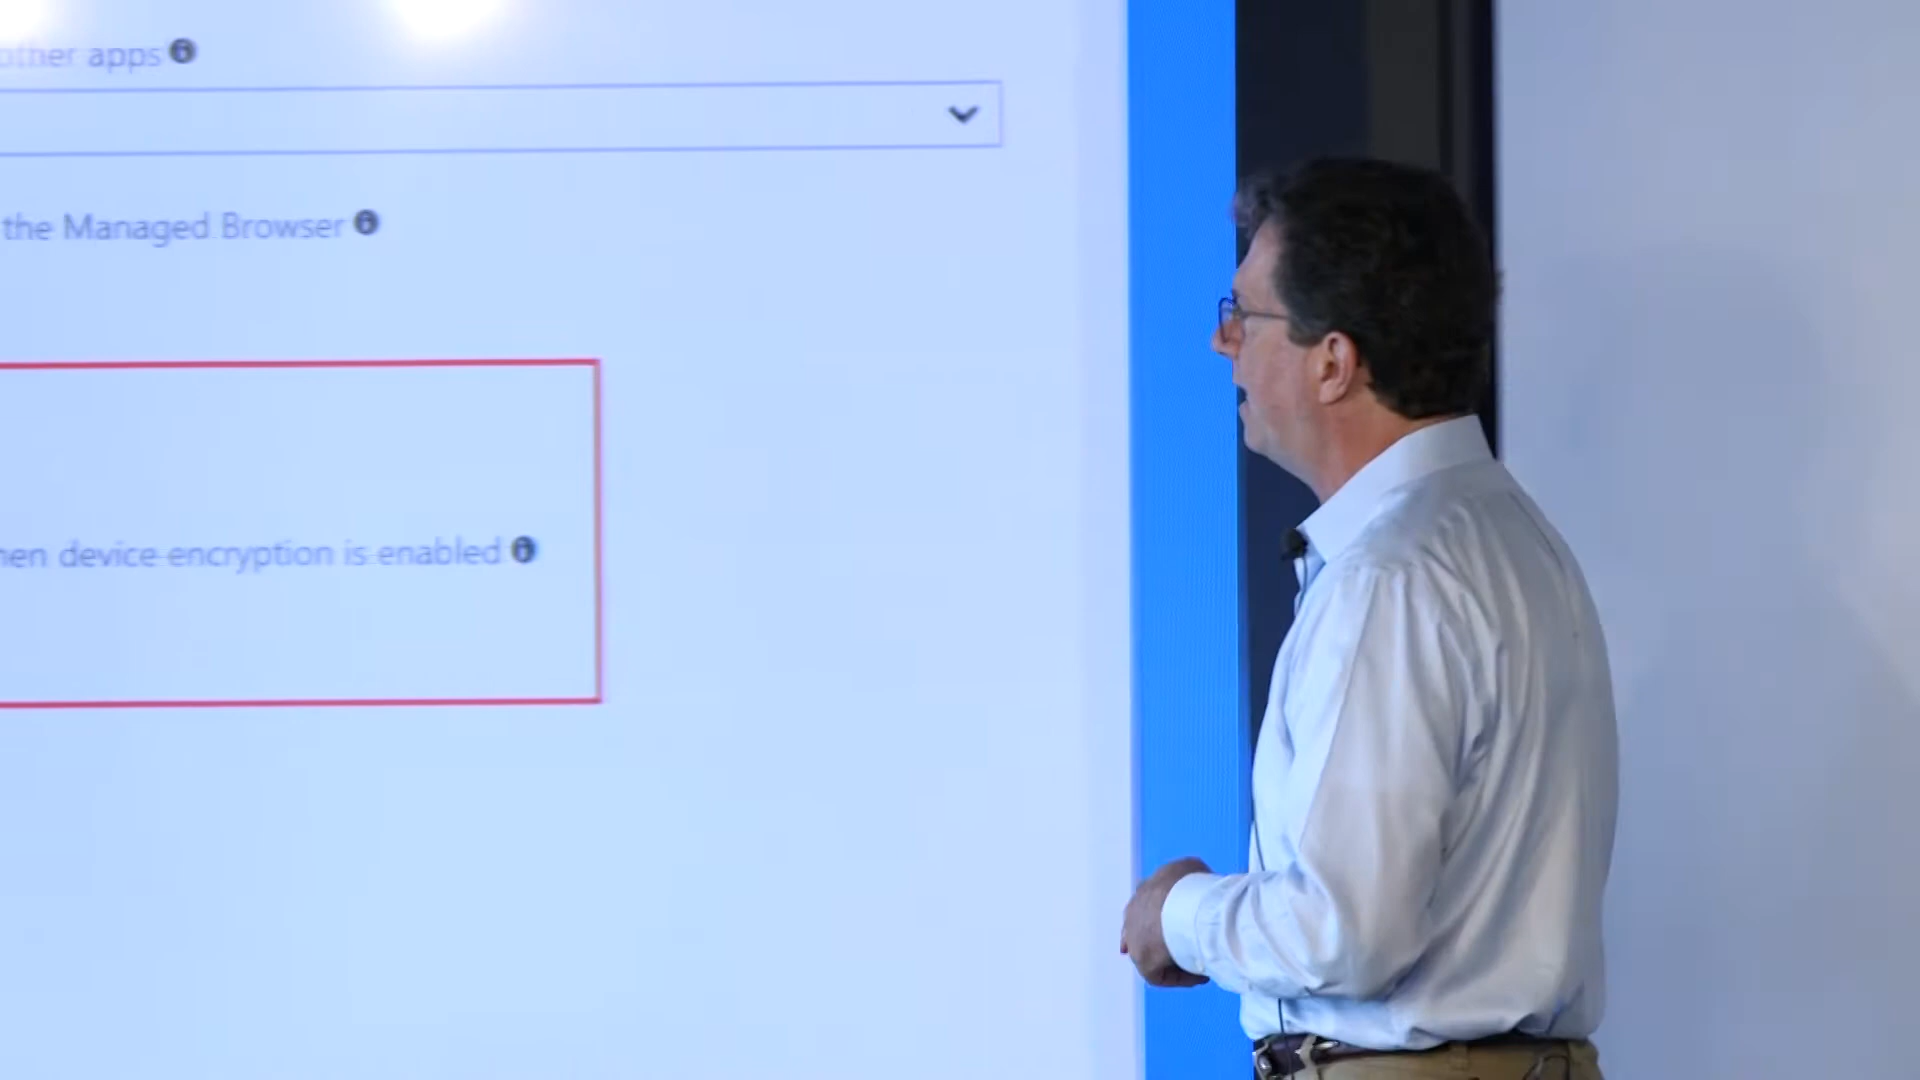 other apps
the Managed Browser
hen device encryption is enabled